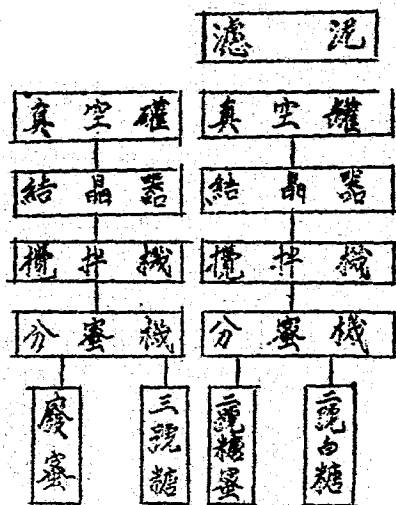 濾泥
真空罐 真空罐
結晶器 結晶器
攪拌機 攪拌機
分蜜機 分蜜機
廢蜜 三號糖 二號糖蜜 二號白糖